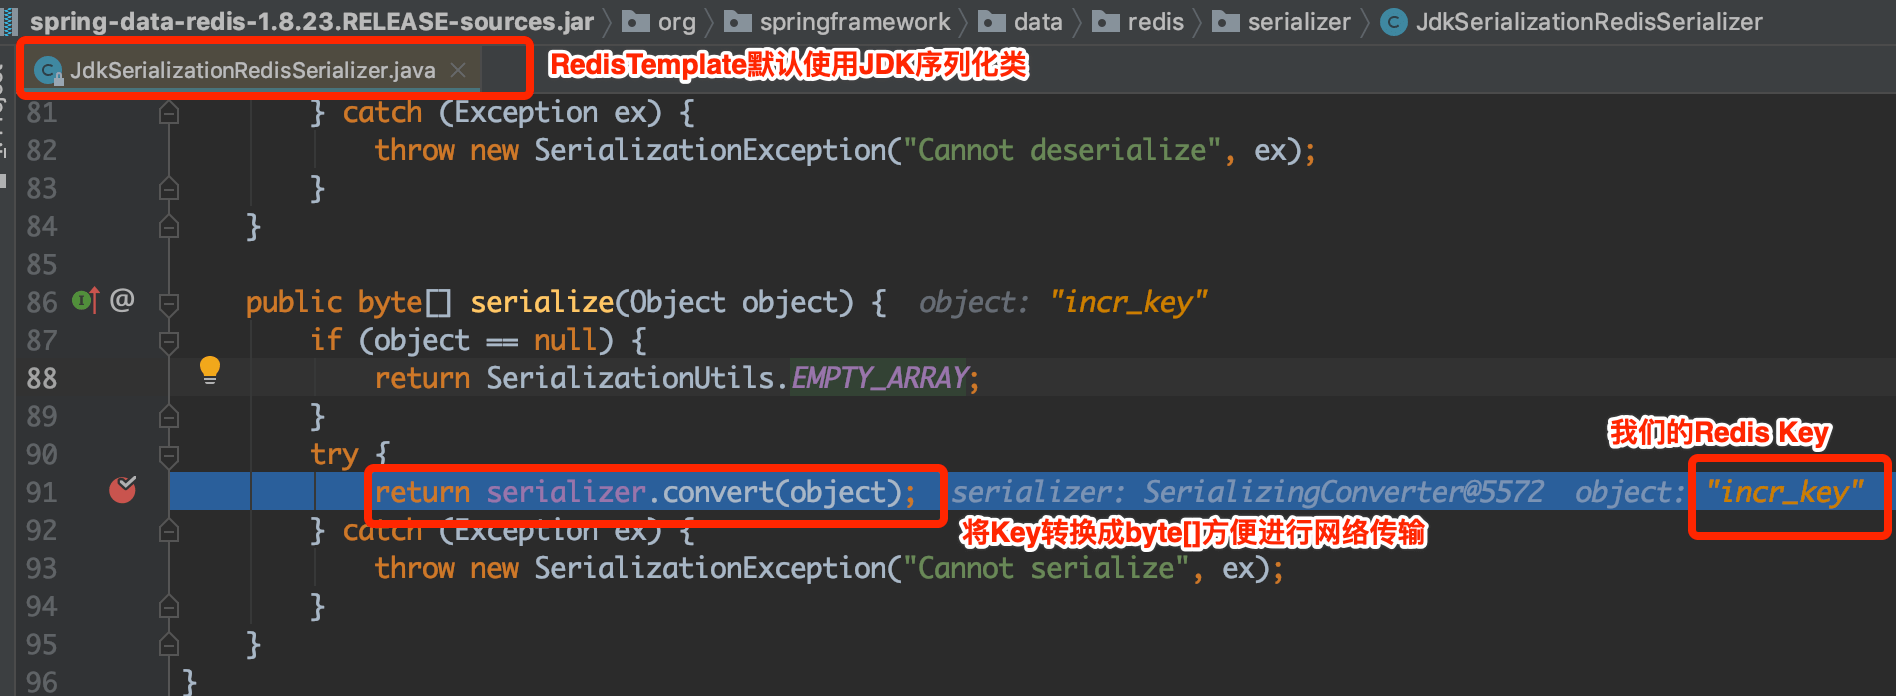 spring-data-redis-1.8.23.RELEASE-sources.jar 〉 org 〉 springframework 〉 data 〉 redis 〉 serializer 〉 JdkSerializationRedisSerializer
JdkSerializationRedisSerializer.java ×
RedisTemplate默认使用JDK序列化类
81 } catch (Exception ex) {
82 throw new SerializationException("Cannot deserialize", ex);
83 }
84 }
85
86 @ public byte[] serialize(Object object) { object: "incr_key"
87 if (object == null) {
88 return SerializationUtils.EMPTY_ARRAY;
89 }
我们的Redis Key
90 try {
91 return serializer.convert(object); serializer: SerializingConverter@5572 object: "incr_key"
92 } catch (Exception ex) {
将Key转换成byte[]方便进行网络传输
93 throw new SerializationException("Cannot serialize", ex);
94 }
95 }
96 }